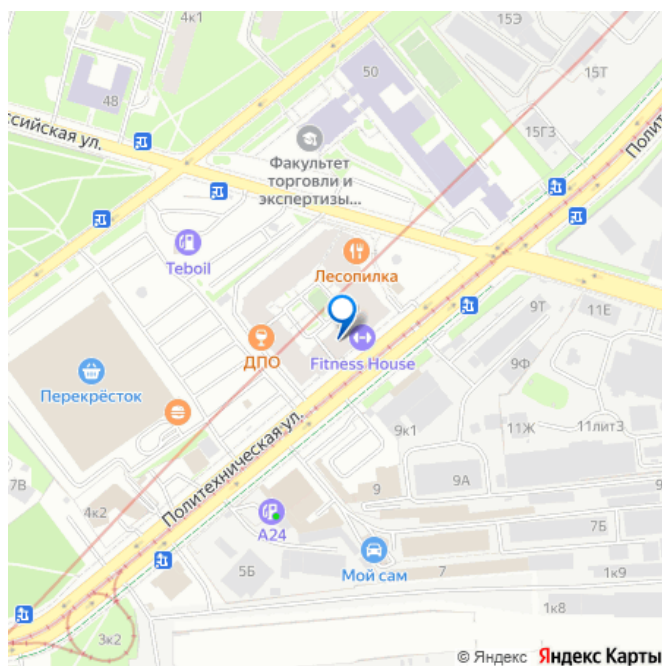 4к1
15Э
15Т
50
48
ссийская ул.
15Г3
Полит
Факультет
торговли и
экспертизы...
Teboil
Лесопилка
9Т
11Е
ДПО
Fitness House
9Ф
Перекрёсток
9к1
11Ж
11лит3
Политехническая ул.
7В
4к2
9
9А
А24
7Б
5Б
Мой сам
7
1к9
1к8
3к2
© Яндекс Яндекс Карты